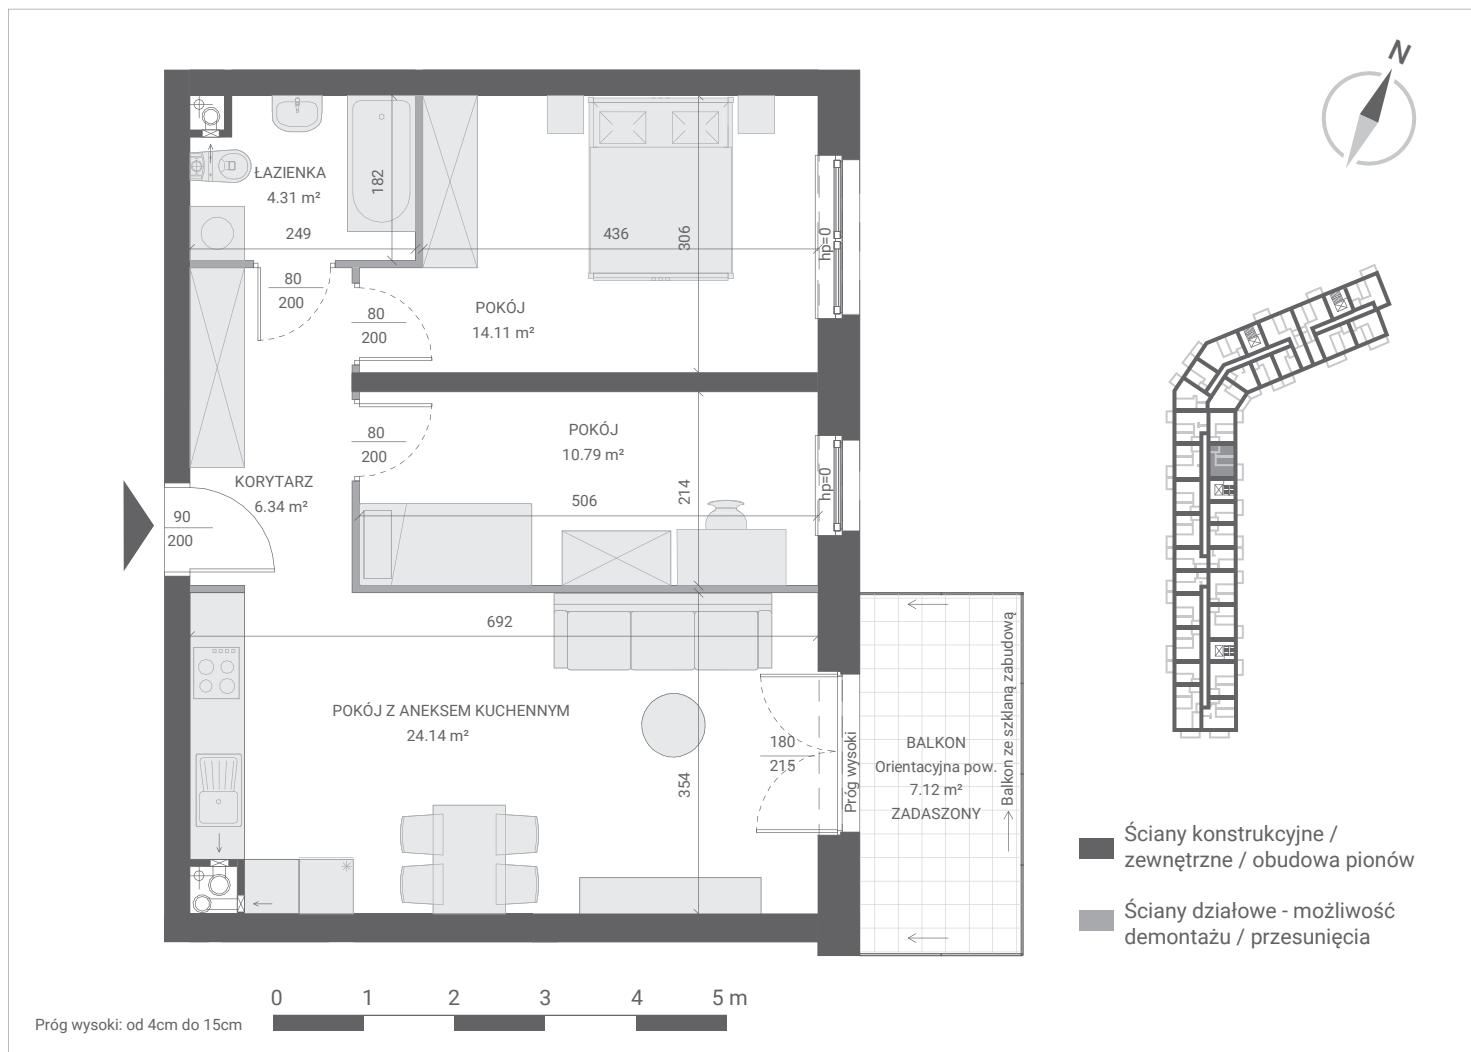 N
ŁAZIENKA
4.31 m²
182
249
436
306
hp=0
80
200
80
200
POKÓJ
14.11 m²
80
200
POKÓJ
10.79 m²
hp=0
506
214
KORYTARZ
6.34 m²
90
200
692
POKÓJ Z ANEKSEM KUCHENNYM
24.14 m²
354
180
215
Próg wysoki
BALKON
Orientacyjna pow.
7.12 m²
ZADASZONY
Balkon ze szklaną zabudową
Ściany konstrukcyjne /
zewnętrzne / obudowa pionów
Ściany działowe - możliwość
demontażu / przesunięcia
0 1 2 3 4 5 m
Próg wysoki: od 4cm do 15cm